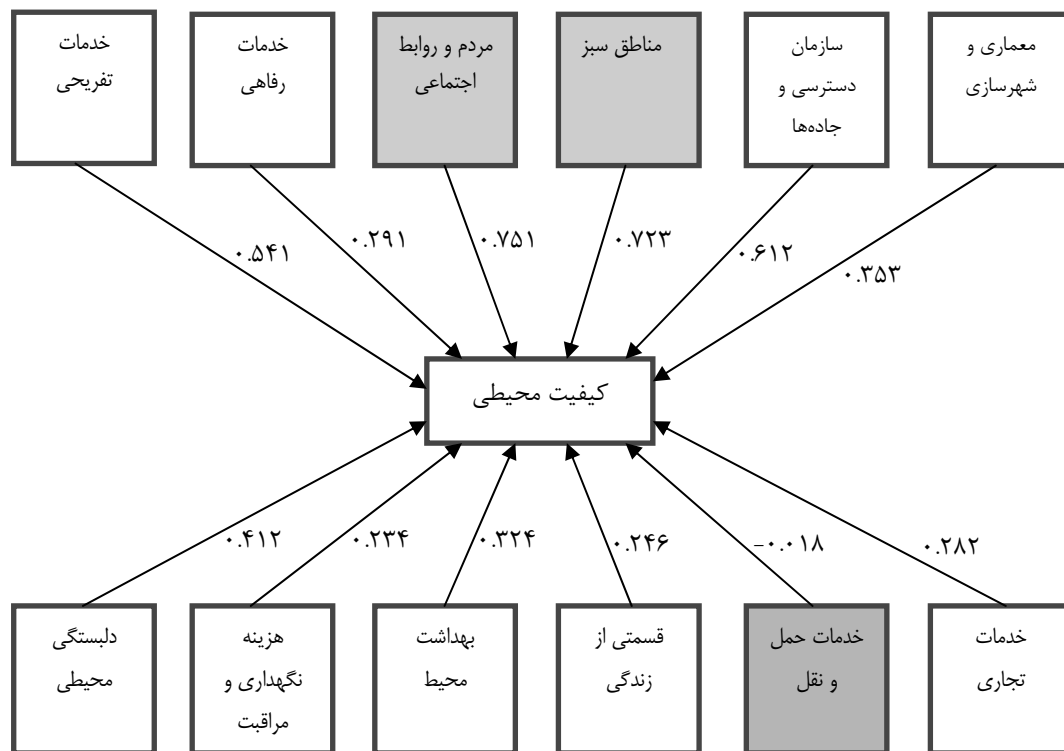 معماری و
شهرسازی
سازمان
دسترسی و
جاده‌ها
مناطق سبز
مردم و روابط
اجتماعی
خدمات
رفاهی
خدمات
تفریحی
۰.۳۵۳
۰.۶۱۲
۰.۷۲۳
۰.۷۵۱
۰.۲۹۱
۰.۵۴۱
کیفیت محیطی
۰.۲۸۲
-۰.۰۱۸
۰.۲۴۶
۰.۳۲۴
۰.۲۳۴
۰.۴۱۲
خدمات
تجاری
خدمات حمل
و نقل
قسمتی از
زندگی
بهداشت
محیط
هزینه
نگهداری و
مراقبت
دلبستگی
محیطی